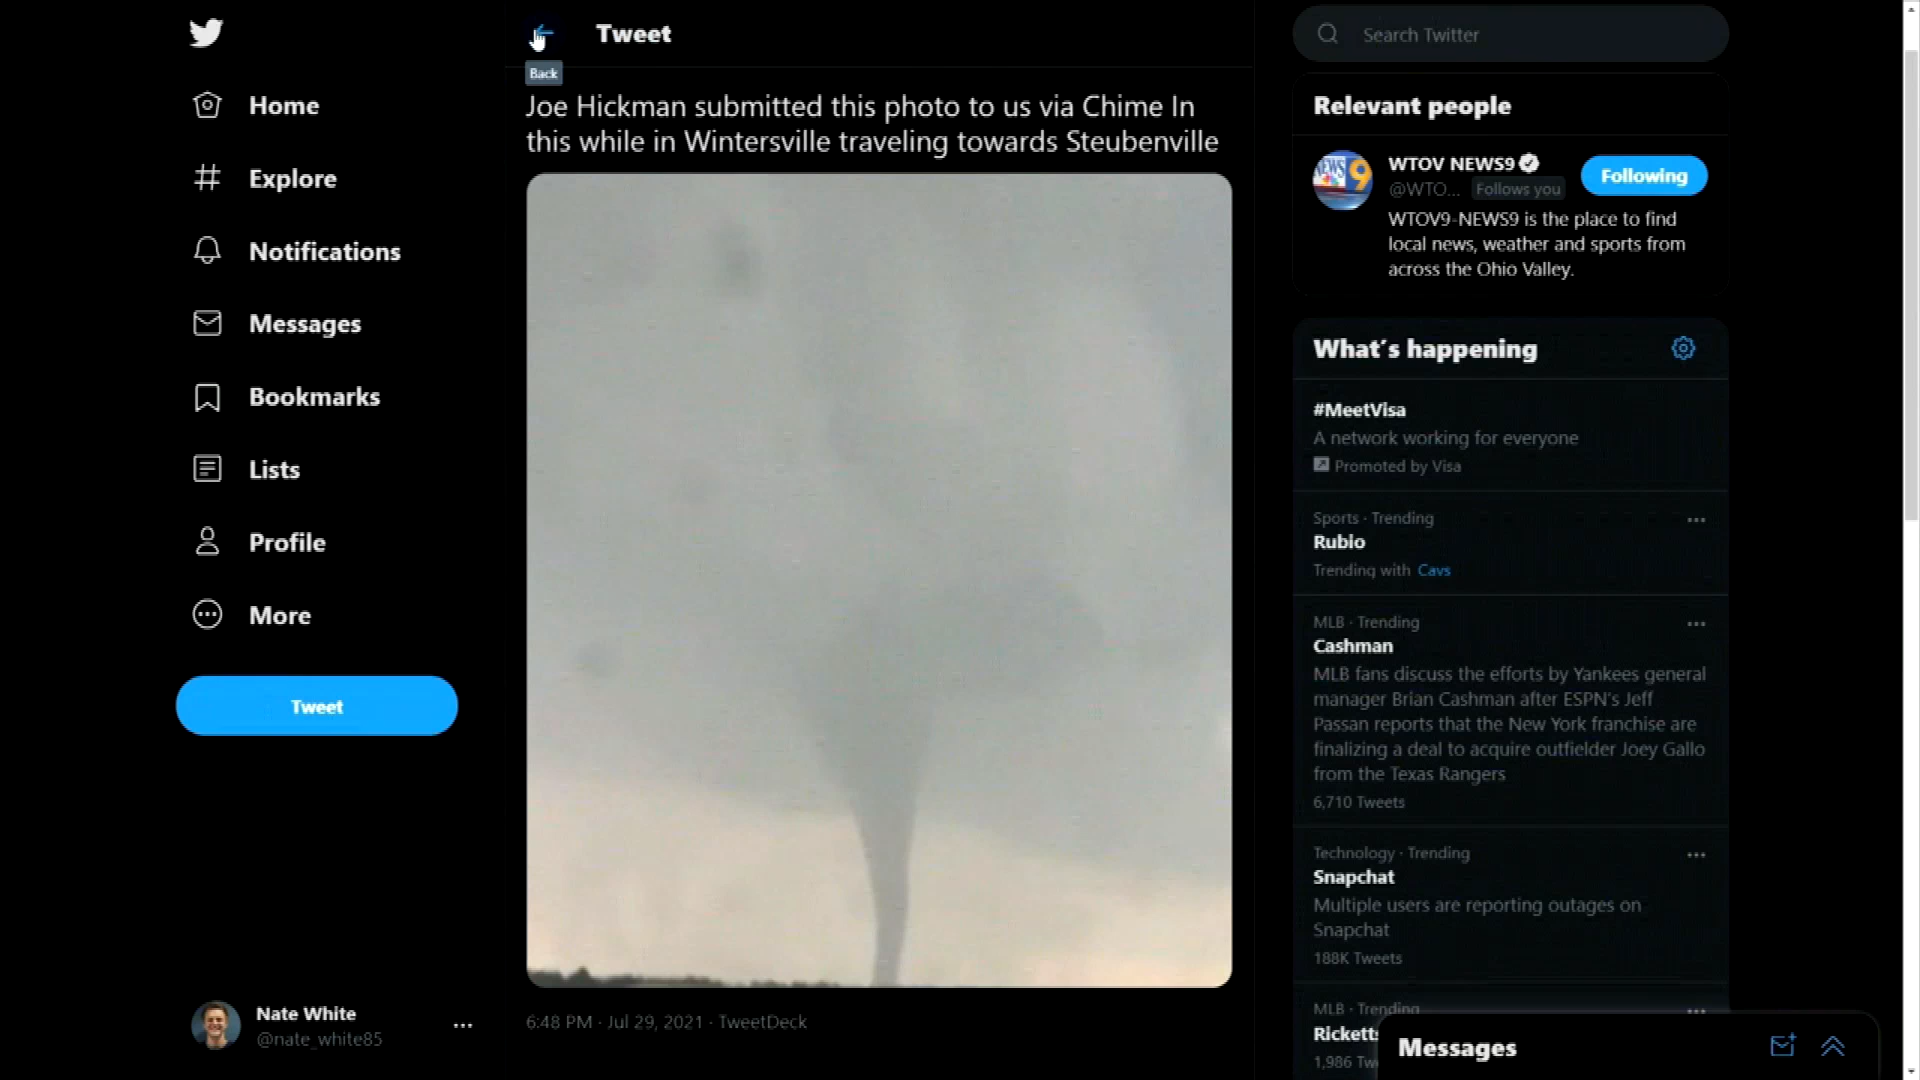 Tweet
Back
Home
Explore
Notifications
Messages
Bookmarks
Lists
Profile
More
Tweet
Nate White
@nate_white85
Joe Hickman submitted this photo to us via Chime In
this while in Wintersville traveling towards Steubenville
6:48 PM · Jul 29, 2021 · TweetDeck
Search Twitter
Relevant people
NEWS 9
WTOV NEWS9
@WTO... Follows you
Following
WTOV9-NEWS9 is the place to find
local news, weather and sports from
across the Ohio Valley.
What's happening
#MeetVisa
A network working for everyone
Promoted by Visa
Sports · Trending
Rubio
Trending with Cavs
MLB · Trending
Cashman
MLB fans discuss the efforts by Yankees general
manager Brian Cashman after ESPN's Jeff
Passan reports that the New York franchise are
finalizing a deal to acquire outfielder Joey Gallo
from the Texas Rangers
6,710 Tweets
Technology · Trending
Snapchat
Multiple users are reporting outages on
Snapchat
188K Tweets
MLB · Trending
Ricketts
1,986 Tw
Messages